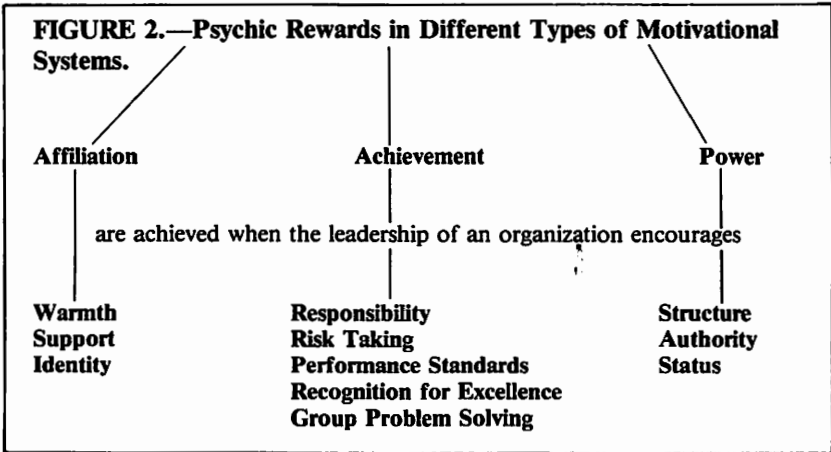 FIGURE 2.—Psychic Rewards in Different Types of Motivational
Systems.
Affiliation Achievement Power
are achieved when the leadership of an organization encourages
Warmth Responsibility Structure
Support Risk Taking Authority
Identity Performance Standards Status
Recognition for Excellence
Group Problem Solving